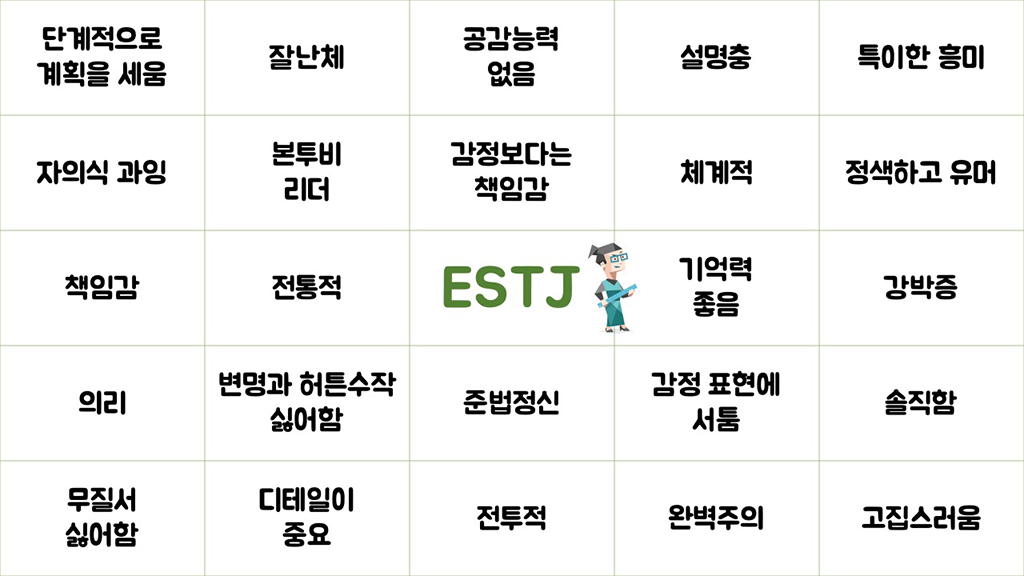 단계적으로
계획을 세움
잘난체
공감능력
없음
설명충
특이한 흥미
자의식 과잉
본투비
리더
감정보다는
책임감
체계적
정색하고 유머
책임감
전통적
ESTJ
기억력
좋음
강박증
의리
변명과 허튼수작
싫어함
준법정신
감정 표현에
서툼
솔직함
무질서
싫어함
디테일이
중요
전투적
완벽주의
고집스러움